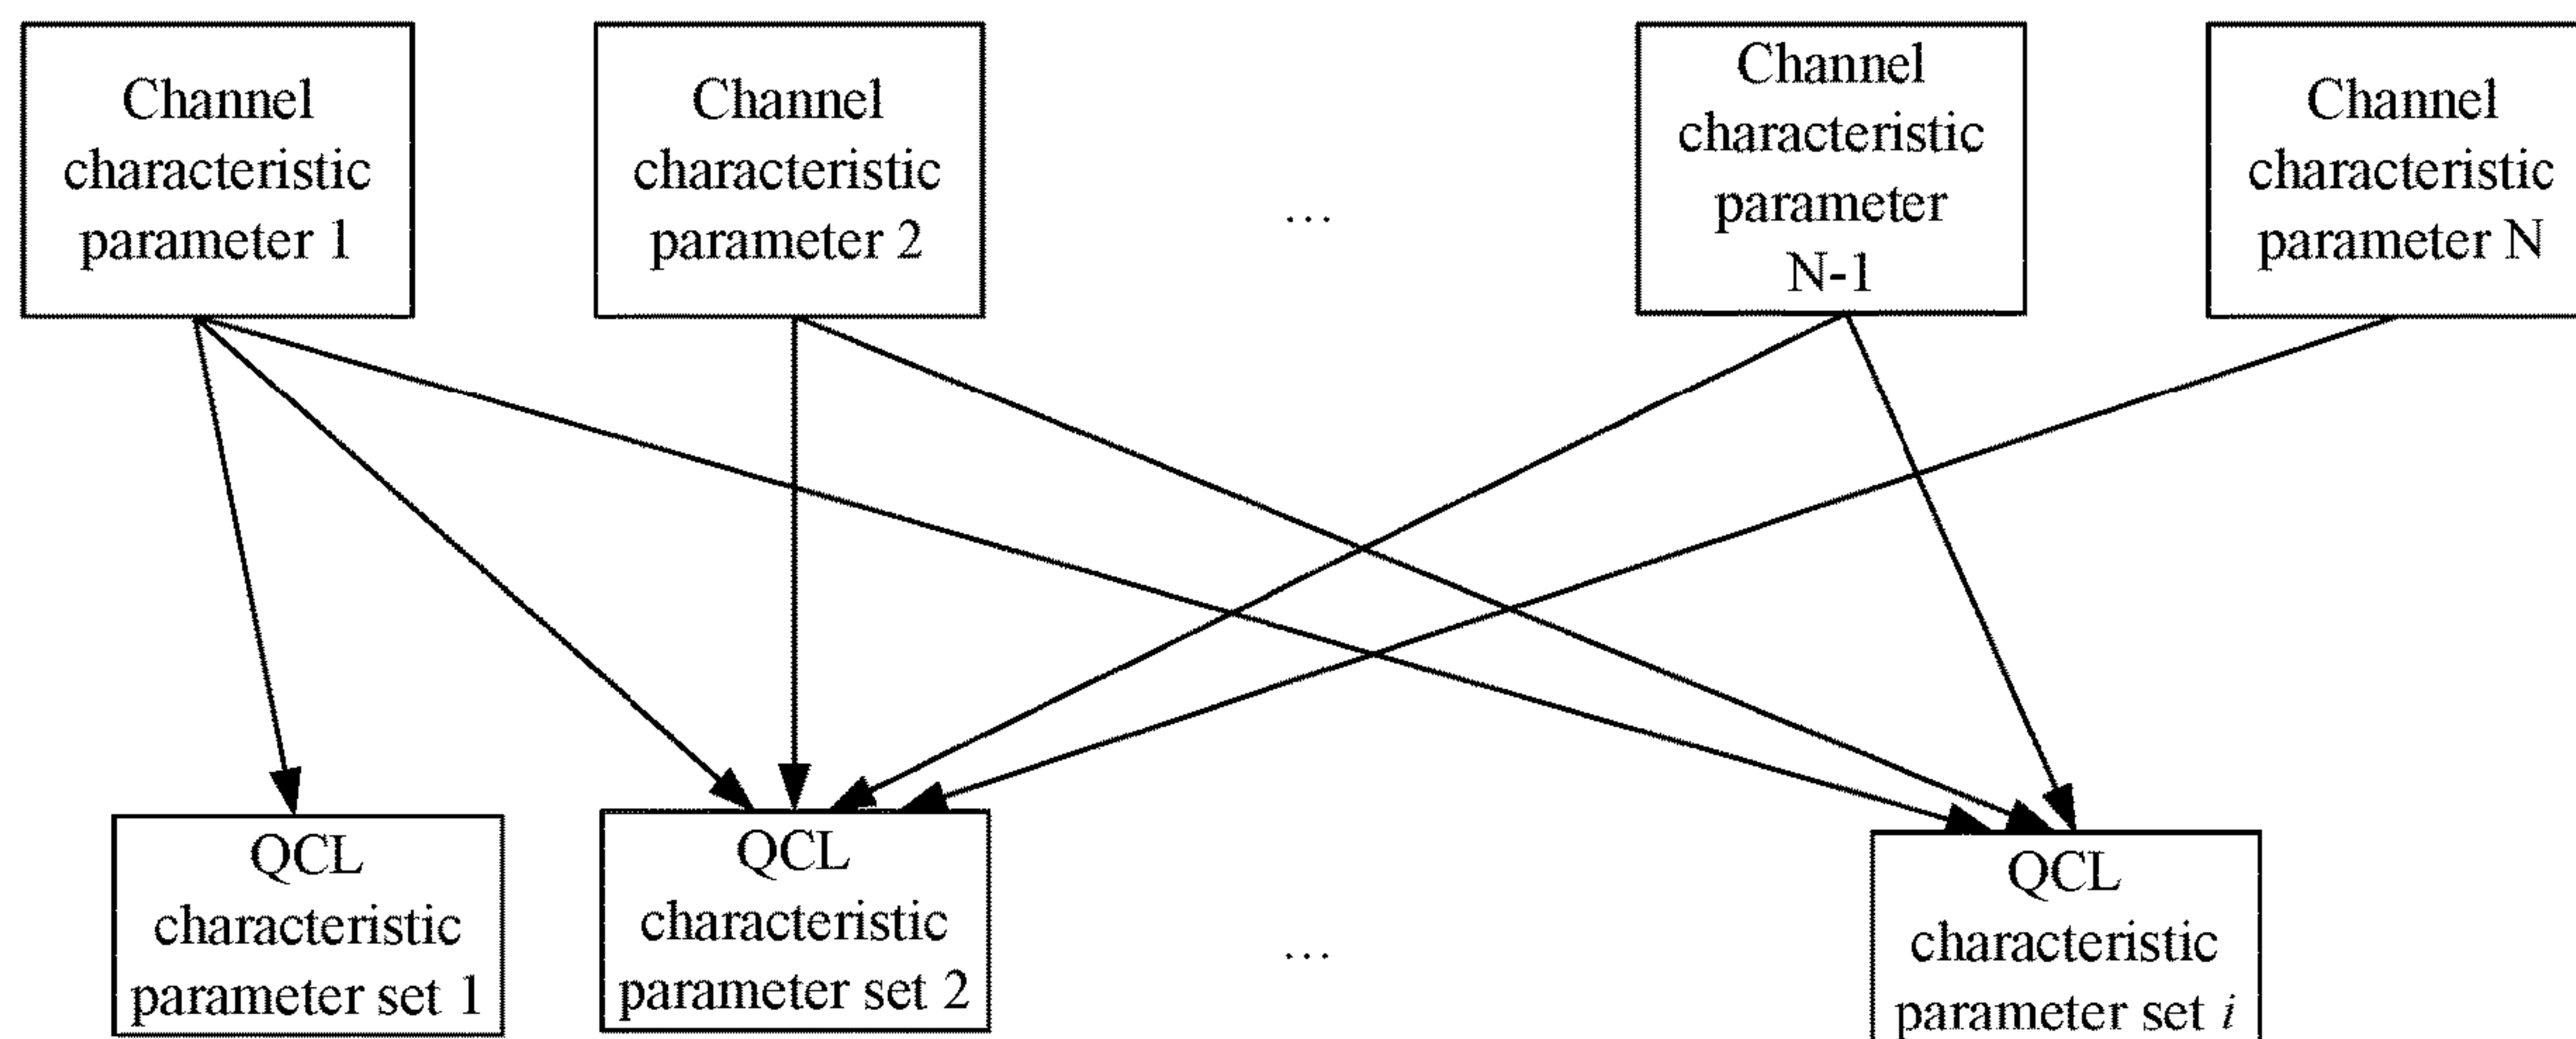 Channel
characteristic
parameter 1
Channel
characteristic
parameter 2
...
Channel
characteristic
parameter
N-1
Channel
characteristic
parameter N
QCL
characteristic
parameter set 1
QCL
characteristic
parameter set 2
...
QCL
characteristic
parameter set i